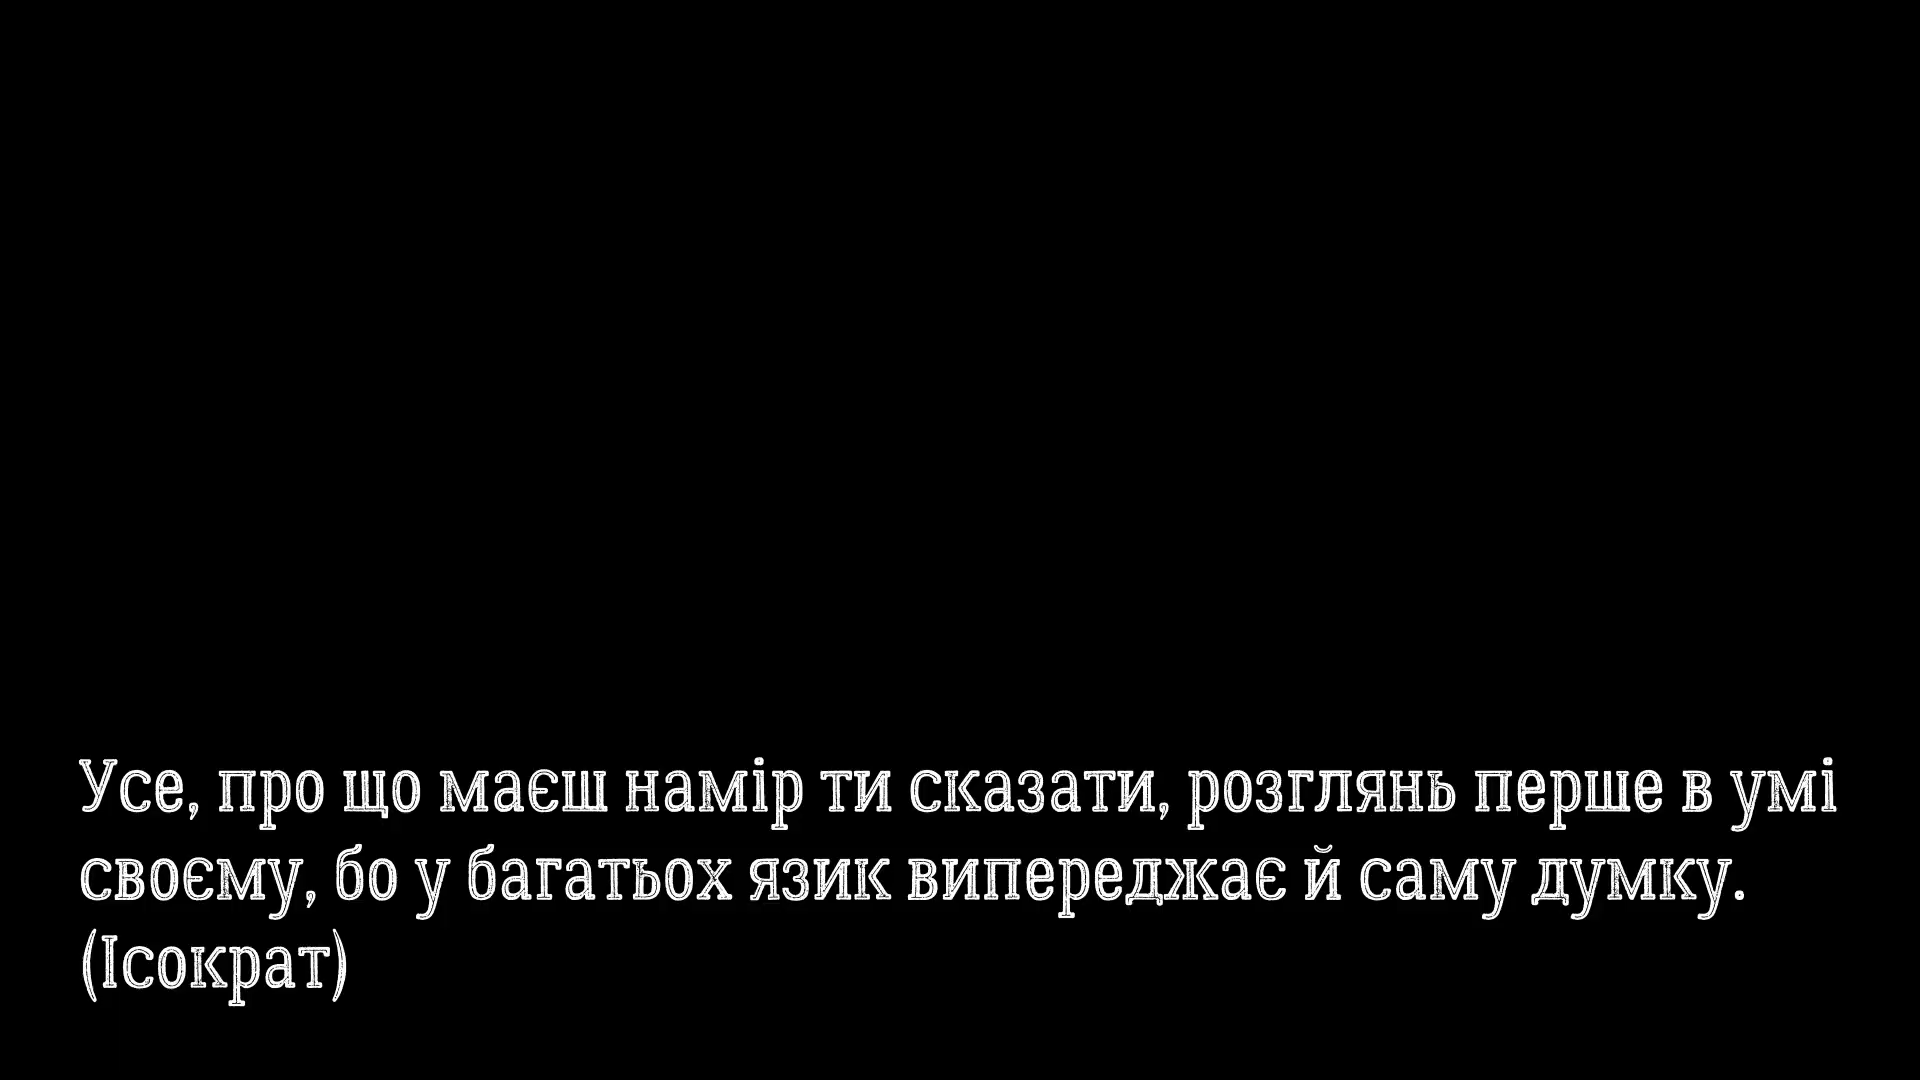 Усе, про що маєш намір ти сказати, розглянь перше в умі
своєму, бо у багатьох язик випереджає й саму думку.
(Ісократ)